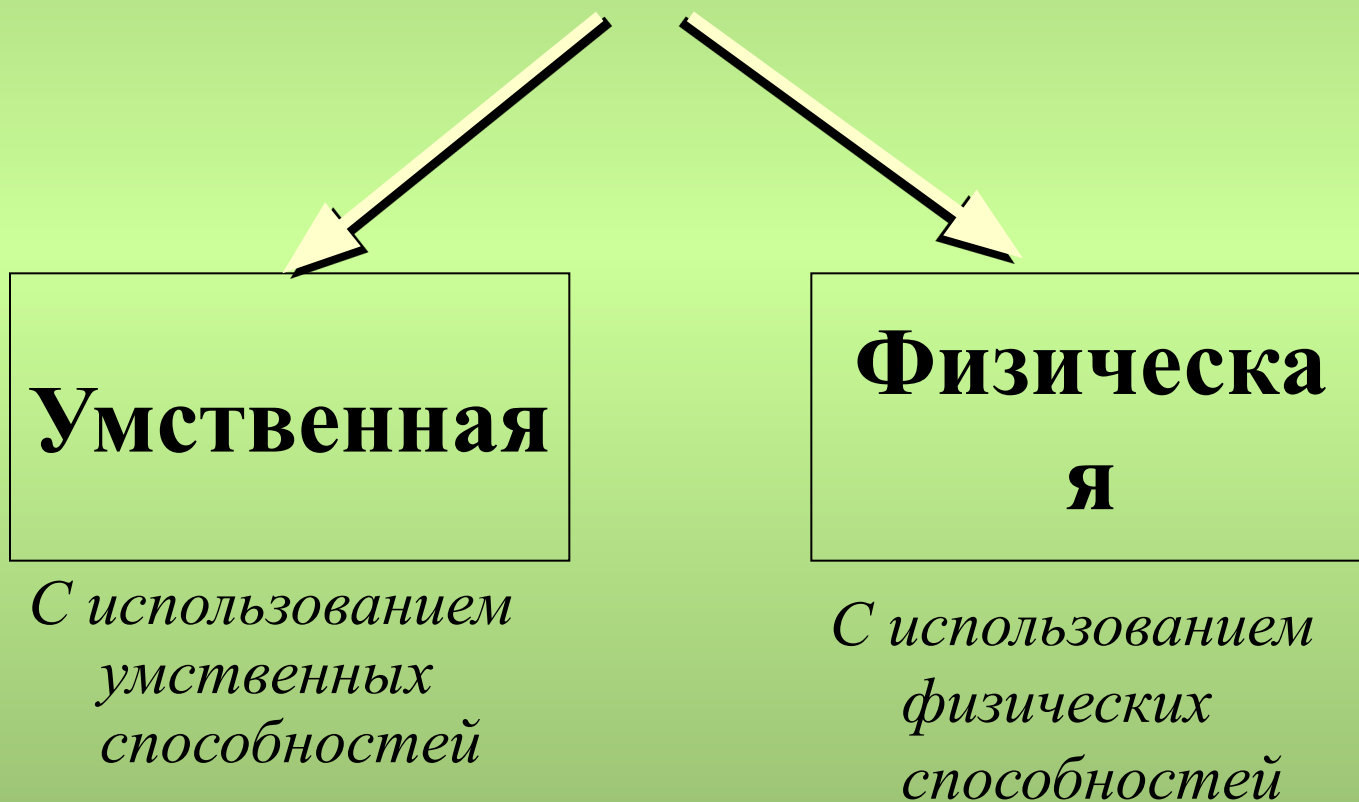 Умственная
С использованием
умственных
способностей
Физическа
я
С использованием
физических
способностей